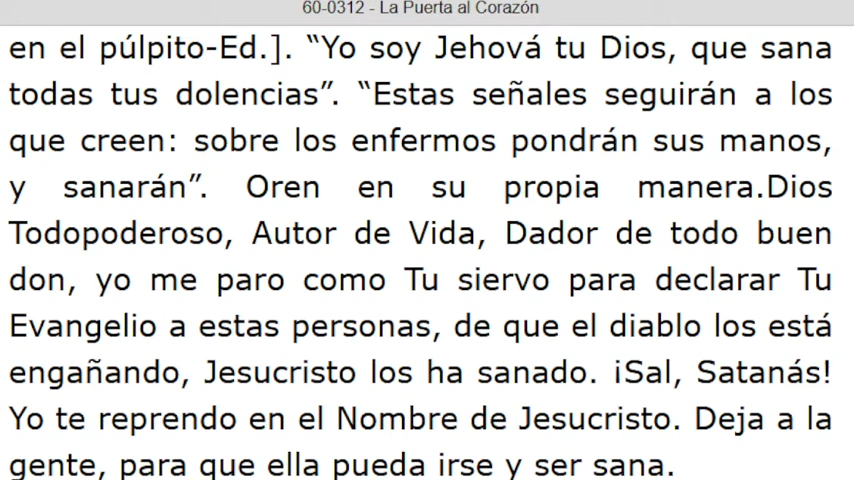 60-0312 - La Puerta al Corazón
en el púlpito-Ed.]. “Yo soy Jehová tu Dios, que sana
todas tus dolencias”. “Estas señales seguirán a los
que creen: sobre los enfermos pondrán sus manos,
y sanarán”. Oren en su propia manera.Dios
Todopoderoso, Autor de Vida, Dador de todo buen
don, yo me paro como Tu siervo para declarar Tu
Evangelio a estas personas, de que el diablo los está
engañando, Jesucristo los ha sanado. ¡Sal, Satanás!
Yo te reprendo en el Nombre de Jesucristo. Deja a la
gente, para que ella pueda irse y ser sana.